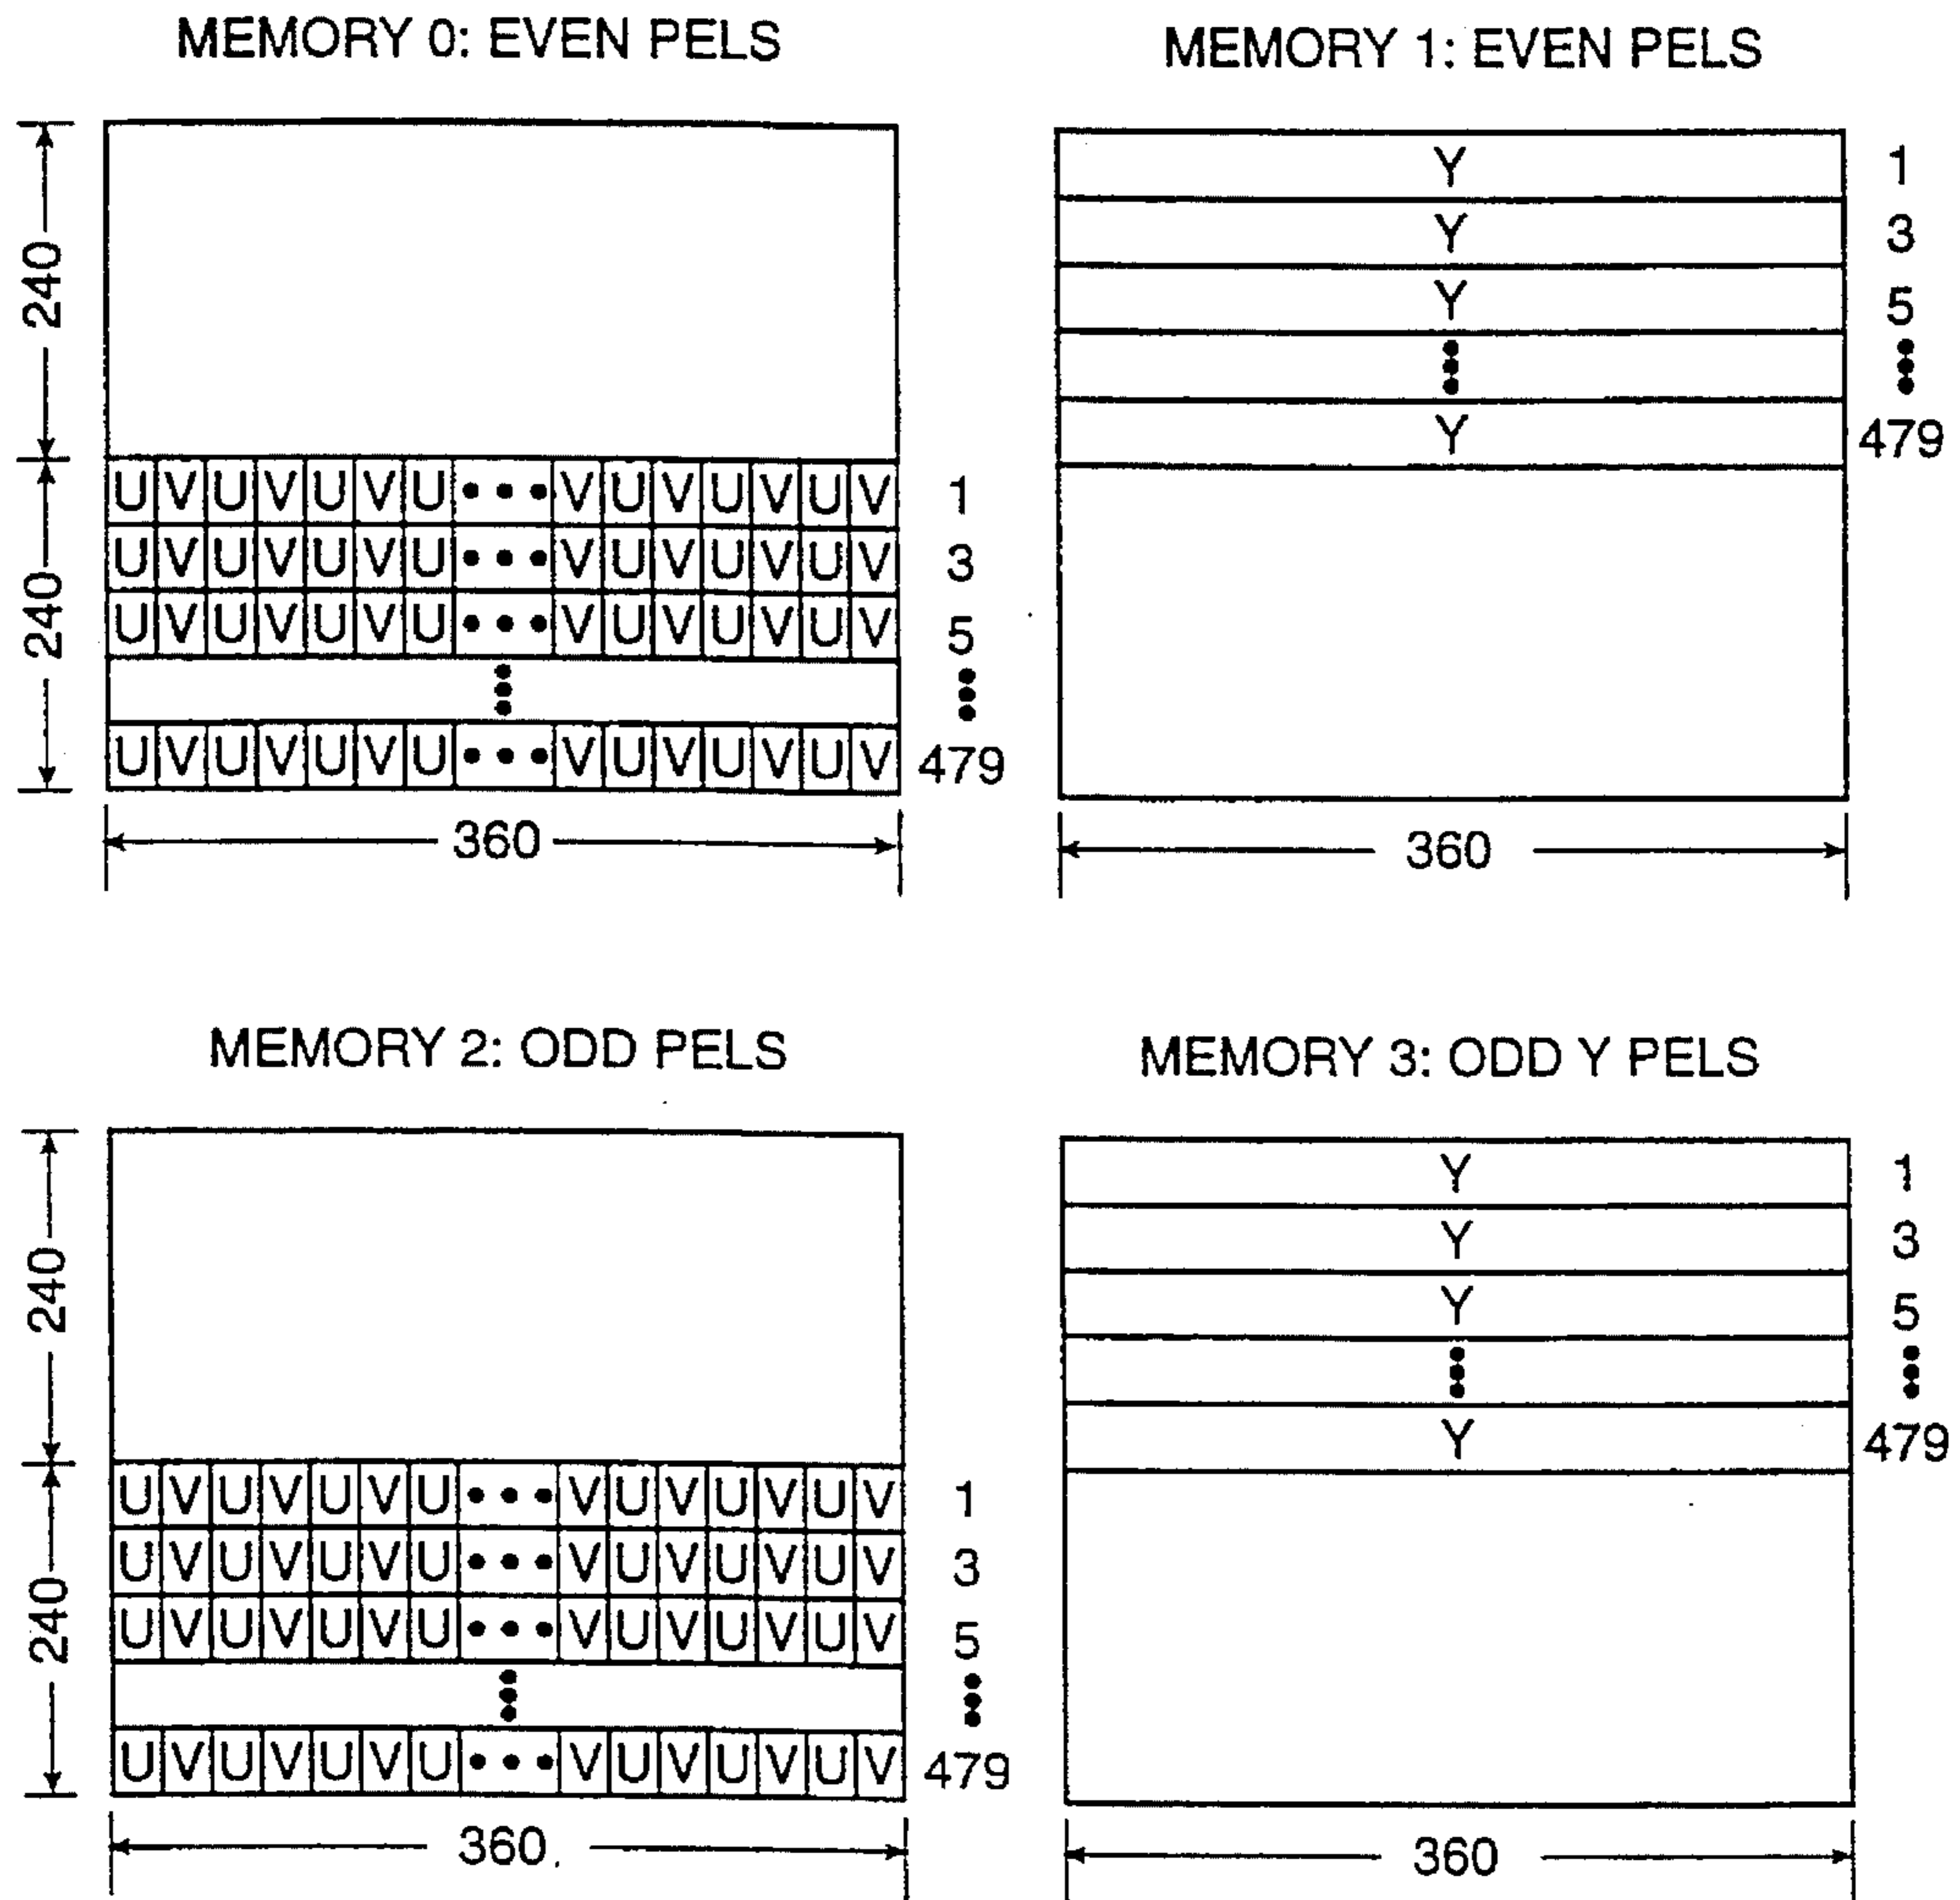 MEMORY 0: EVEN PELS
240
240
U V U V U V U ••• V U V U V U V 1
U V U V U V U ••• V U V U V U V 3
U V U V U V U ••• V U V U V U V 5
U V U V U V U ••• V U V U V U V 479
360
MEMORY 1: EVEN PELS
Y 1
Y 3
Y 5
Y 479
360
MEMORY 2: ODD PELS
240
240
U V U V U V U ••• V U V U V U V 1
U V U V U V U ••• V U V U V U V 3
U V U V U V U ••• V U V U V U V 5
U V U V U V U ••• V U V U V U V 479
360
MEMORY 3: ODD Y PELS
Y 1
Y 3
Y 5
Y 479
360